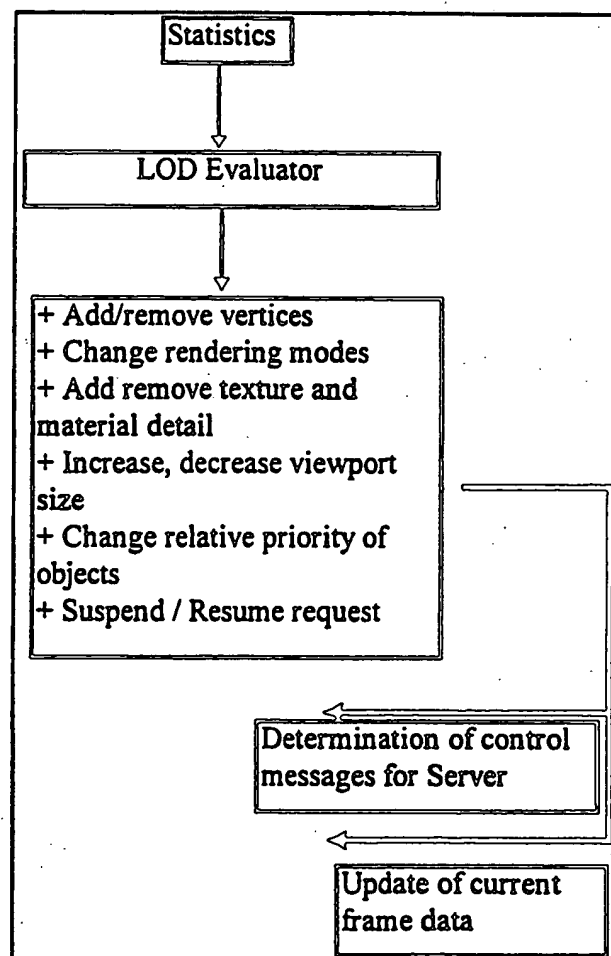 Statistics
LOD Evaluator
+ Add/remove vertices
+ Change rendering modes
+ Add remove texture and
material detail
+ Increase, decrease viewport
size
+ Change relative priority of
objects
+ Suspend / Resume request
Determination of control
messages for Server
Update of current
frame data